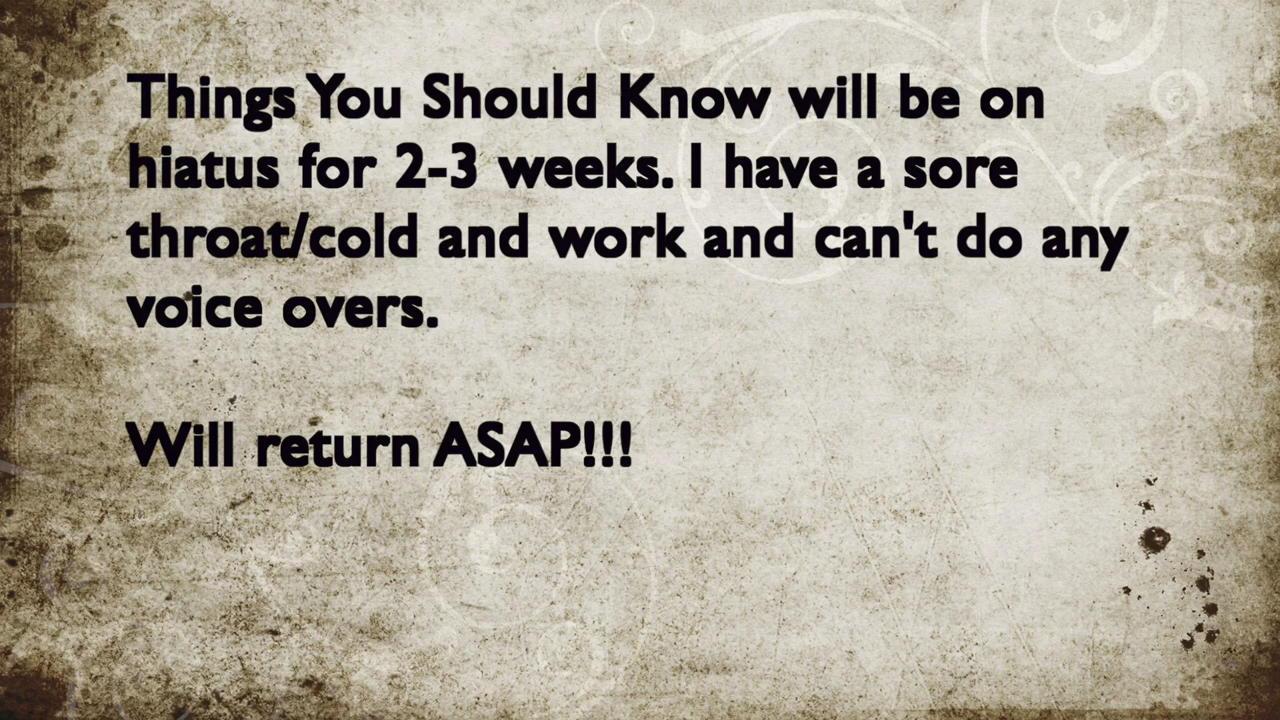 Things You Should Know will be on
hiatus for 2-3 weeks. I have a sore
throat/cold and work and can't do any
voice overs.
Will return ASAP!!!